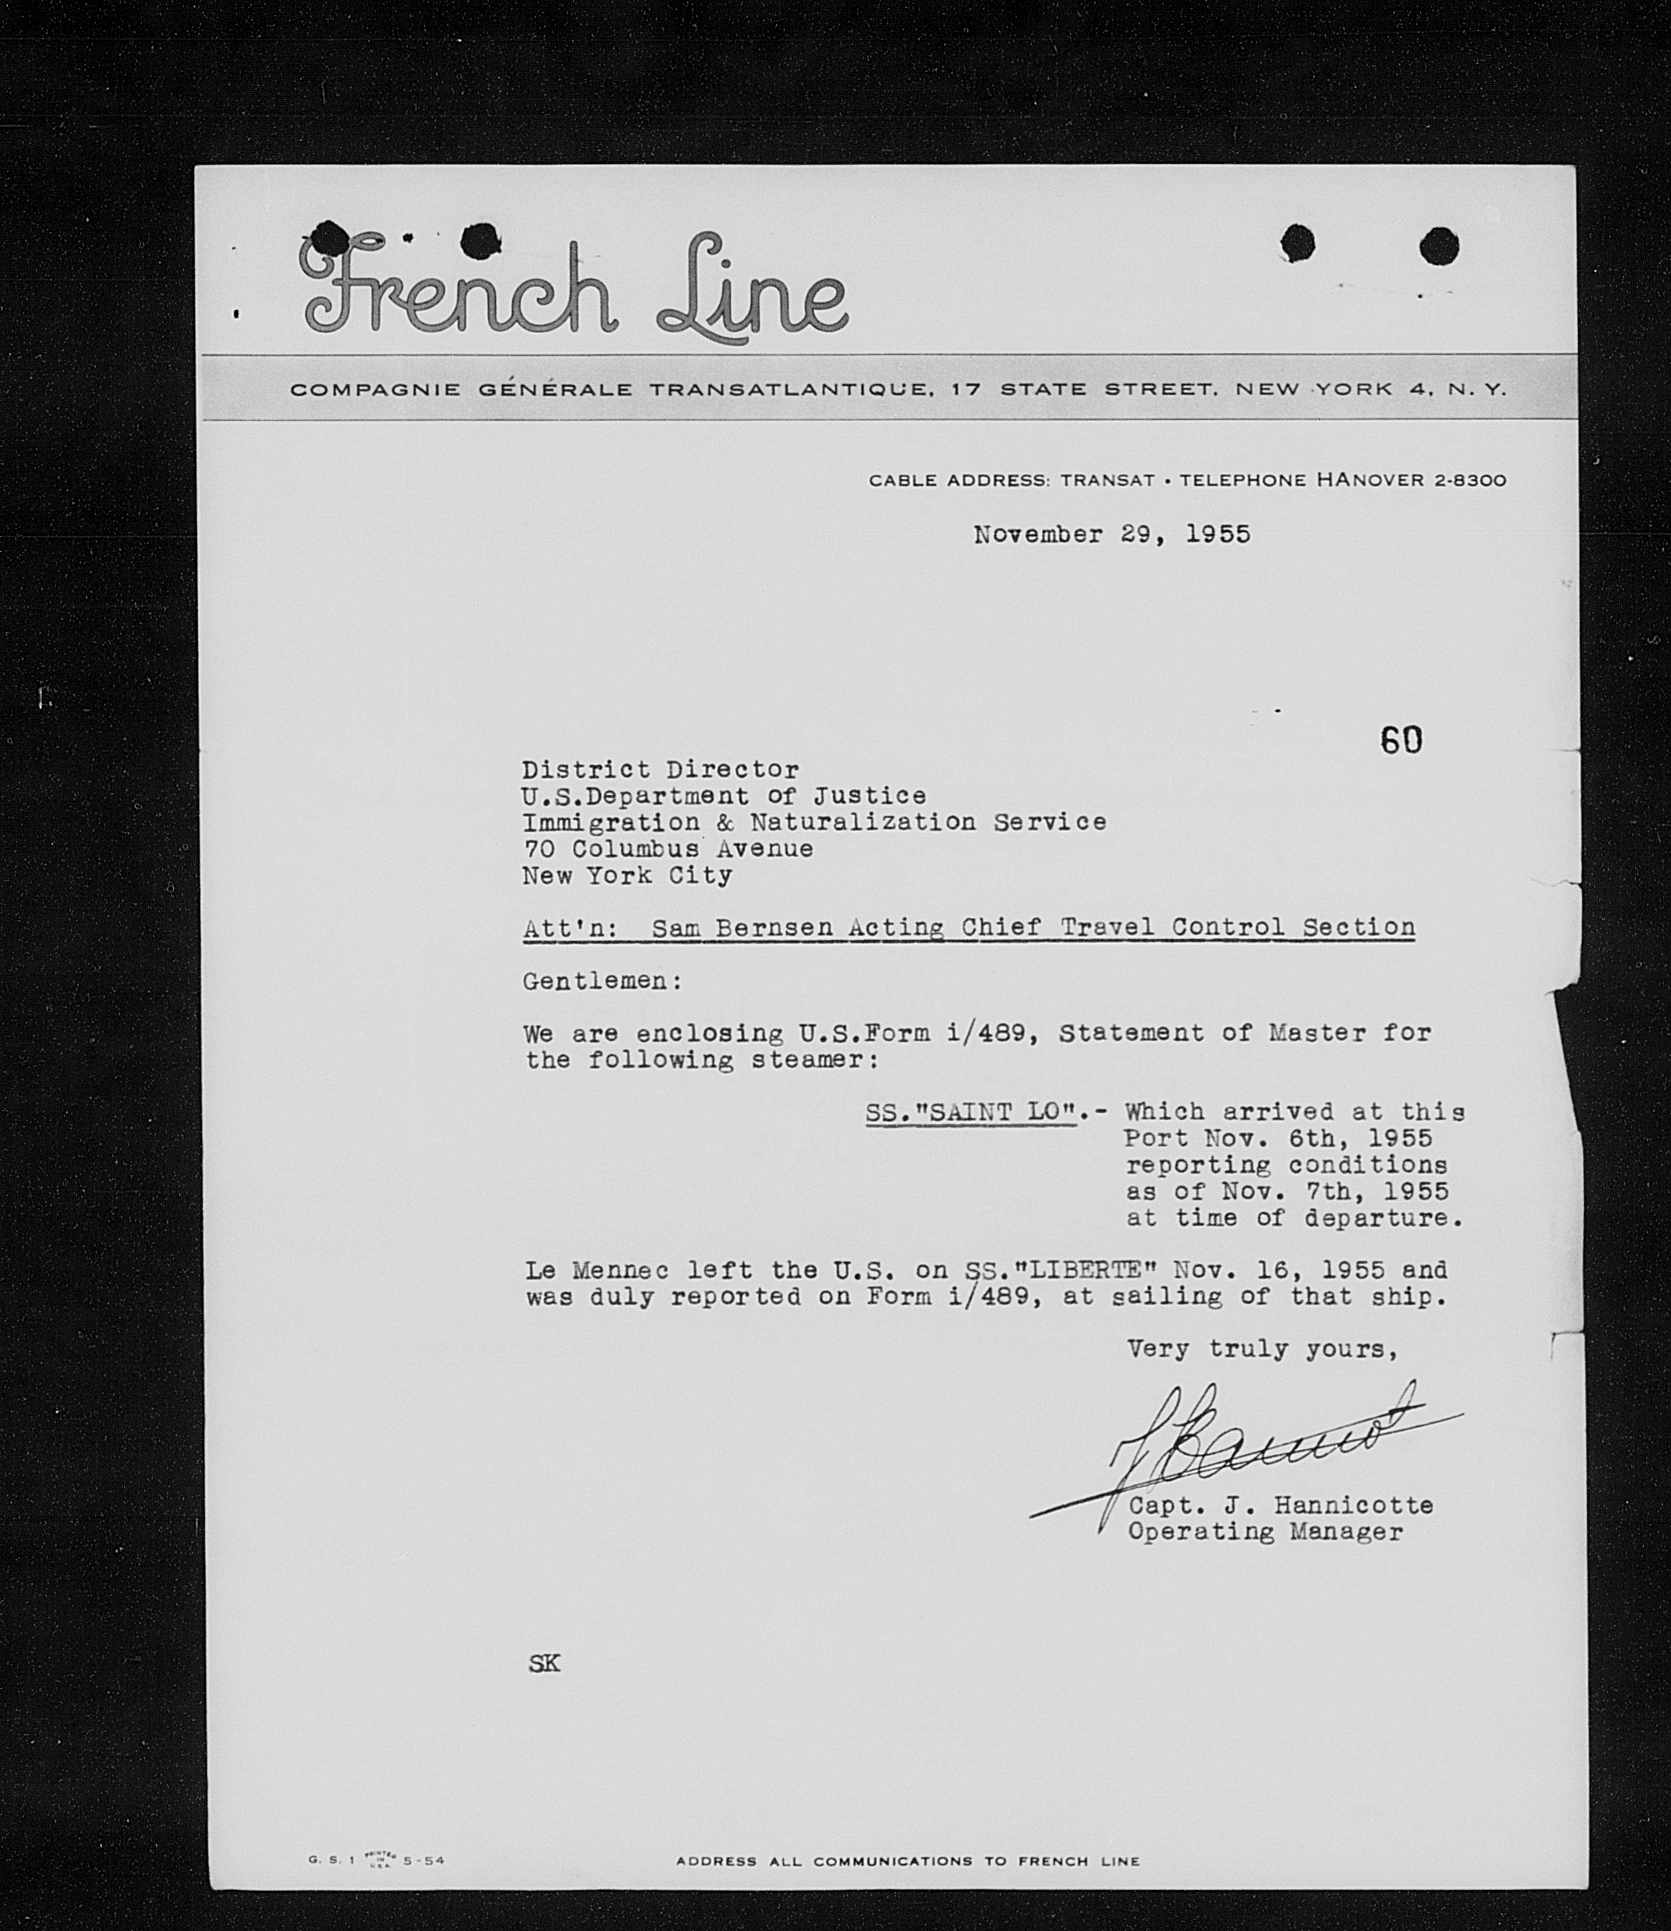 French Line
COMPAGNIE GÉNÉRALE TRANSATLANTIQUE, 17 STATE STREET, NEW YORK 4, N. Y.
CABLE ADDRESS: TRANSAT • TELEPHONE HANOVER 2-8300
November 29, 1955
60
District Director
U.S.Department of Justice
Immigration & Naturalization Service
70 Columbus Avenue
New York City
Att'n: Sam Bernsen Acting Chief Travel Control Section
Gentlemen:
We are enclosing U.S.Form i/489, Statement of Master for
the following steamer:
SS."SAINT LO".- Which arrived at this
Port Nov. 6th, 1955
reporting conditions
as of Nov. 7th, 1955
at time of departure.
Le Mennec left the U.S. on SS."LIBERTE" Nov. 16, 1955 and
was duly reported on Form i/489, at sailing of that ship.
Very truly yours,
Capt. J. Hannicotte
Operating Manager
SK
G. S. 1 PRINTED IN U.S.A. 5-54
ADDRESS ALL COMMUNICATIONS TO FRENCH LINE